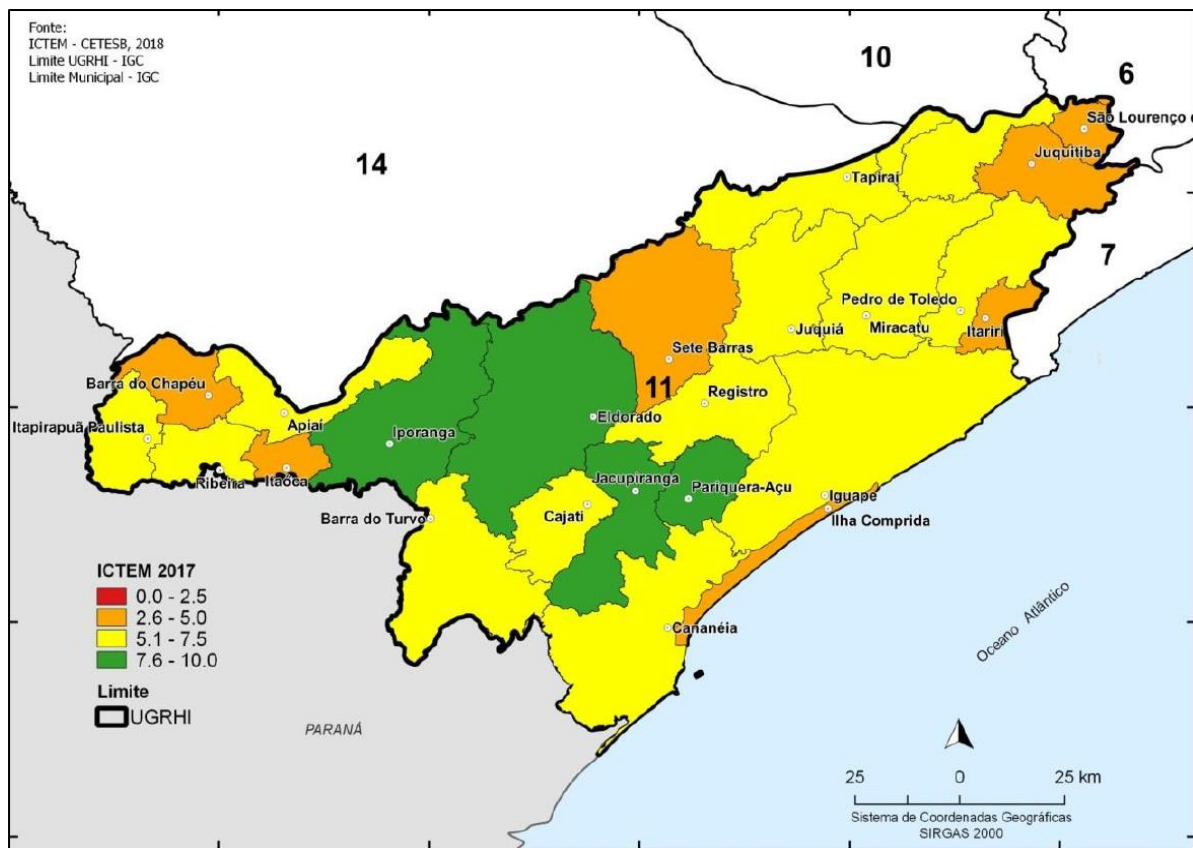 Fonte:
ICTEM - CETESB, 2018
Limite UGRHI - IGC
Limite Municipal - IGC
10
6
São Lourenço d
Juquitiba
14
Tapiraí
7
Pedro de Toledo
Itariri
Juquiá
Miracatu
Sete Barras
11
Registro
Barra do Chapéu
Itapirapuã Paulista
Apiaí
Eldorado
Iporanga
Ribeira
Itaóca
Jacupiranga
Pariquera-Açu
Iguape
Ilha Comprida
Cajati
Barra do Turvo
Cananéia
Oceano Atlântico
ICTEM 2017
0.0 - 2.5
2.6 - 5.0
5.1 - 7.5
7.6 - 10.0
Limite
UGRHI
PARANÁ
25 0 25 km
Sistema de Coordenadas Geográficas
SIRGAS 2000